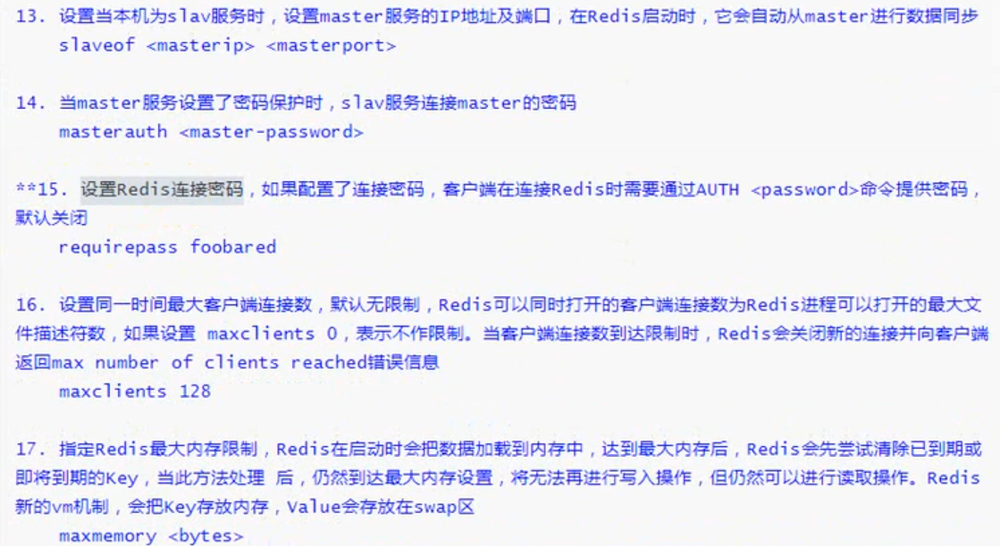 13. 设置当本机为slav服务时，设置master服务的IP地址及端口，在Redis启动时，它会自动从master进行数据同步
slaveof <masterip> <masterport>
14. 当master服务设置了密码保护时，slav服务连接master的密码
masterauth <master-password>
**15. 设置Redis连接密码，如果配置了连接密码，客户端在连接Redis时需要通过AUTH <password>命令提供密码，
默认关闭
requirepass foobared
16. 设置同一时间最大客户端连接数，默认无限制，Redis可以同时打开的客户端连接数为Redis进程可以打开的最大文
件描述符数，如果设置 maxclients 0，表示不作限制。当客户端连接数到达限制时，Redis会关闭新的连接并向客户端
返回max number of clients reached错误信息
maxclients 128
17. 指定Redis最大内存限制，Redis在启动时会把数据加载到内存中，达到最大内存后，Redis会先尝试清除已到期或
即将到期的Key，当此方法处理 后，仍然到达最大内存设置，将无法再进行写入操作，但仍然可以进行读取操作。Redis
新的vm机制，会把Key存放内存，Value会存放在swap区
maxmemory <bytes>